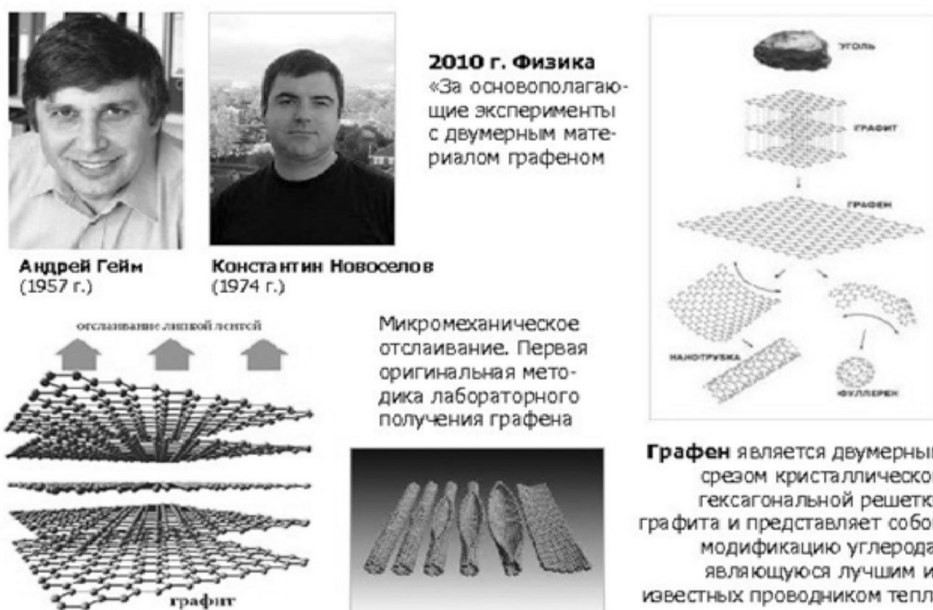 2010 г. Физика
«За основополагаю-
щие эксперименты
с двумерным мате-
риалом графеном
Андрей Гейм
(1957 г.)
Константин Новоселов
(1974 г.)
УГОЛЬ
ГРАФИТ
ГРАФЕН
НАНОТРУБКА
ФУЛЛЕРЕН
отслаивание липкой лентой
графит
Микромеханическое
отслаивание. Первая
оригинальная мето-
дика лабораторного
получения графена
Графен является двумерны
срезом кристаллическо
гексагональной решетк
графита и представляет собо
модификацию углерода
являющуюся лучшим и
известных проводником тепл